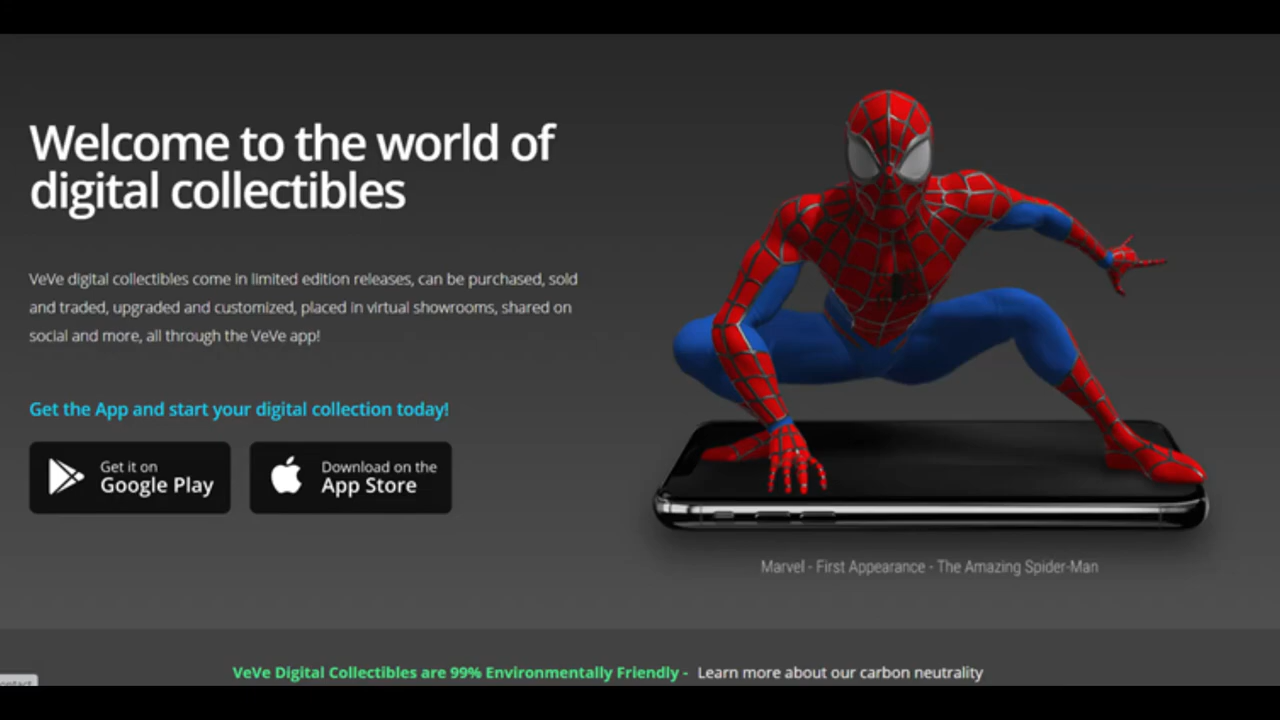 Welcome to the world of
digital collectibles
VeVe digital collectibles come in limited edition releases, can be purchased, sold
and traded, upgraded and customized, placed in virtual showrooms, shared on
social and more, all through the VeVe app!
Get the App and start your digital collection today!
Get it on
Google Play
Download on the
App Store
Marvel - First Appearance - The Amazing Spider-Man
VeVe Digital Collectibles are 99% Environmentally Friendly - Learn more about our carbon neutrality